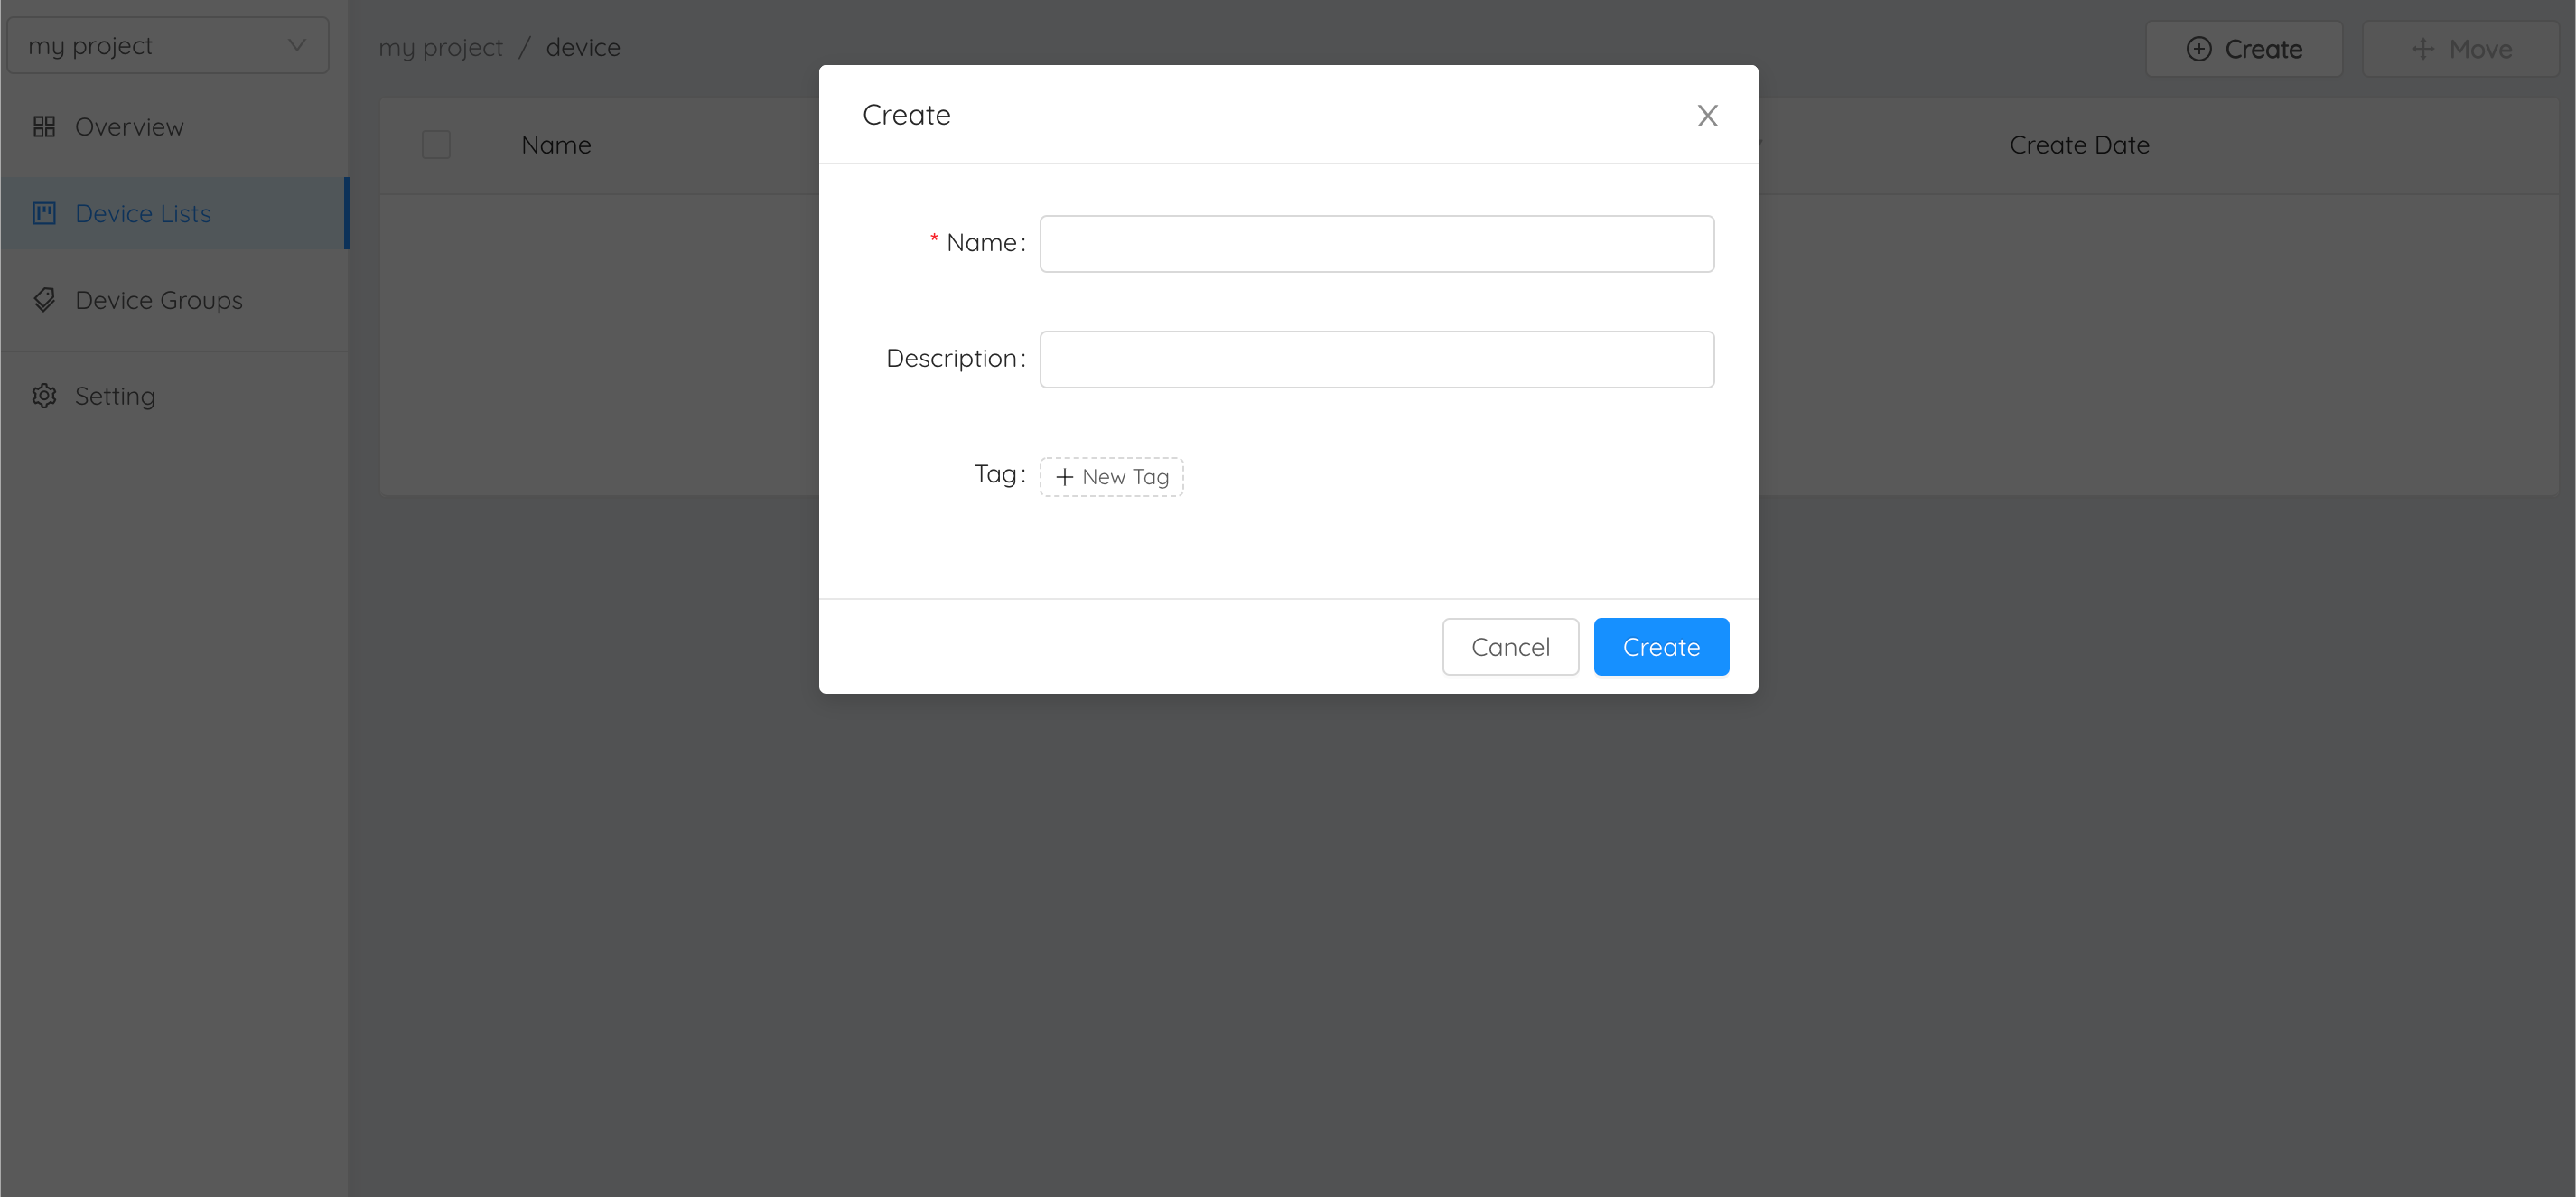 my project
Overview
Device Lists
Device Groups
Setting
my project / device
Create
Move
Name
Create Date
Create
* Name:
Description:
Tag:
+ New Tag
Cancel
Create